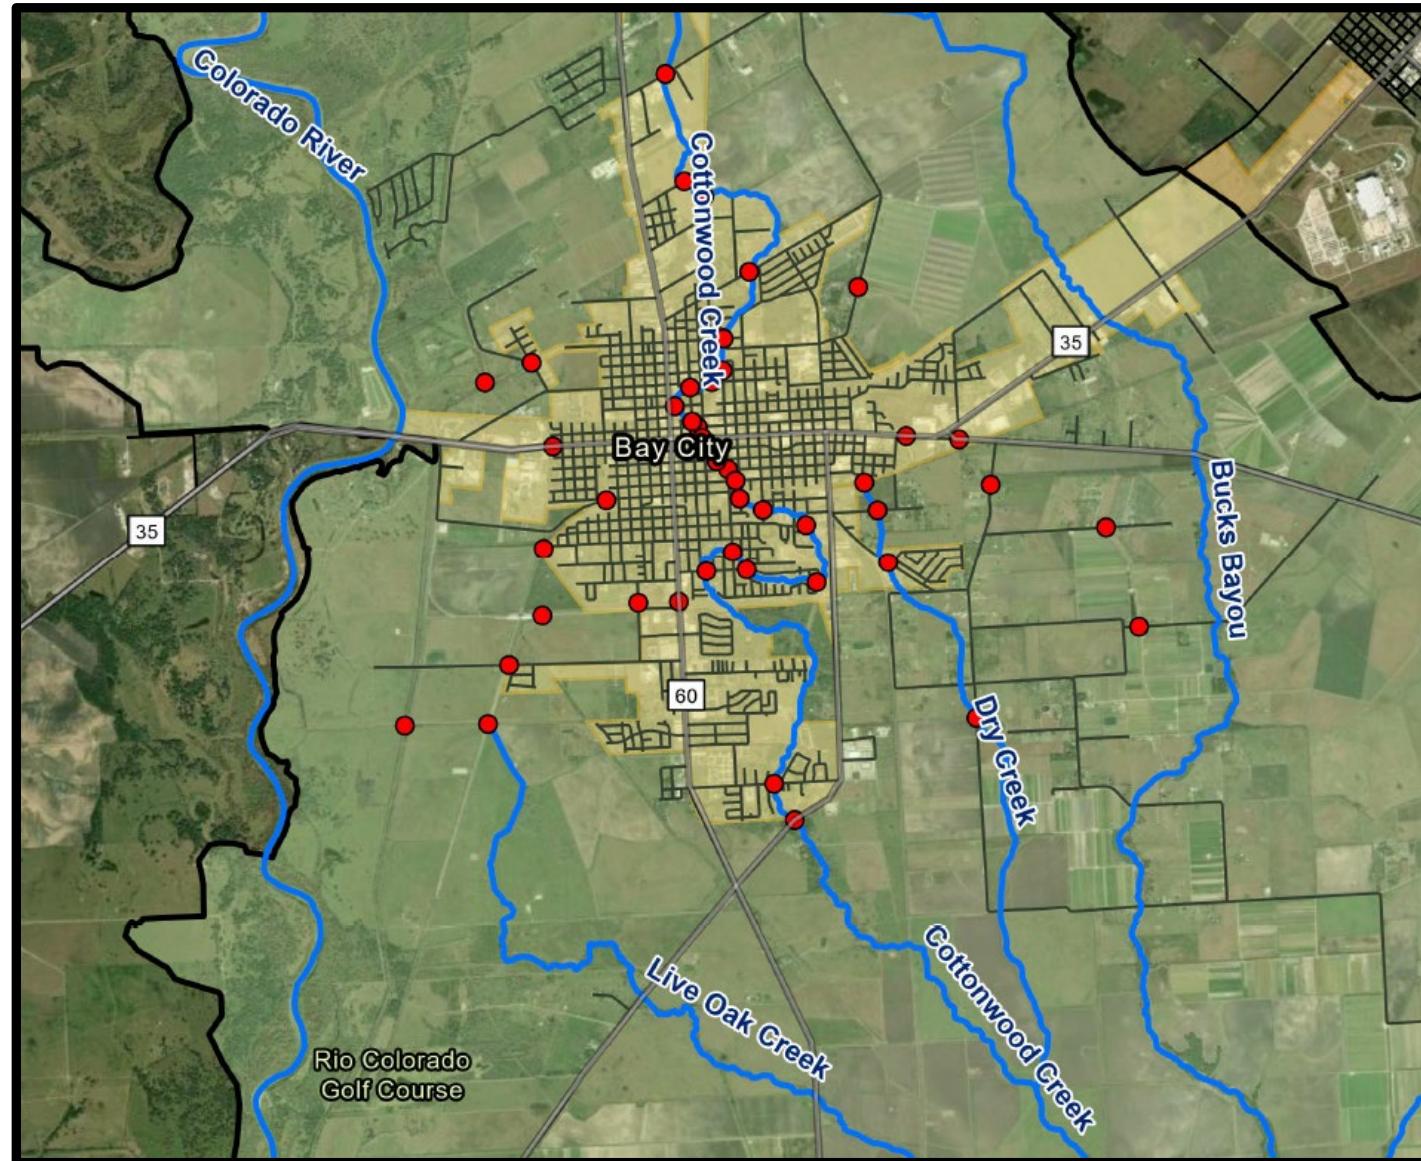 Colorado River
Cottonwood Creek
35
Bay City
35
Bucks Bayou
60
Dry Creek
Live Oak Creek
Cottonwood Creek
Rio Colorado
Golf Course